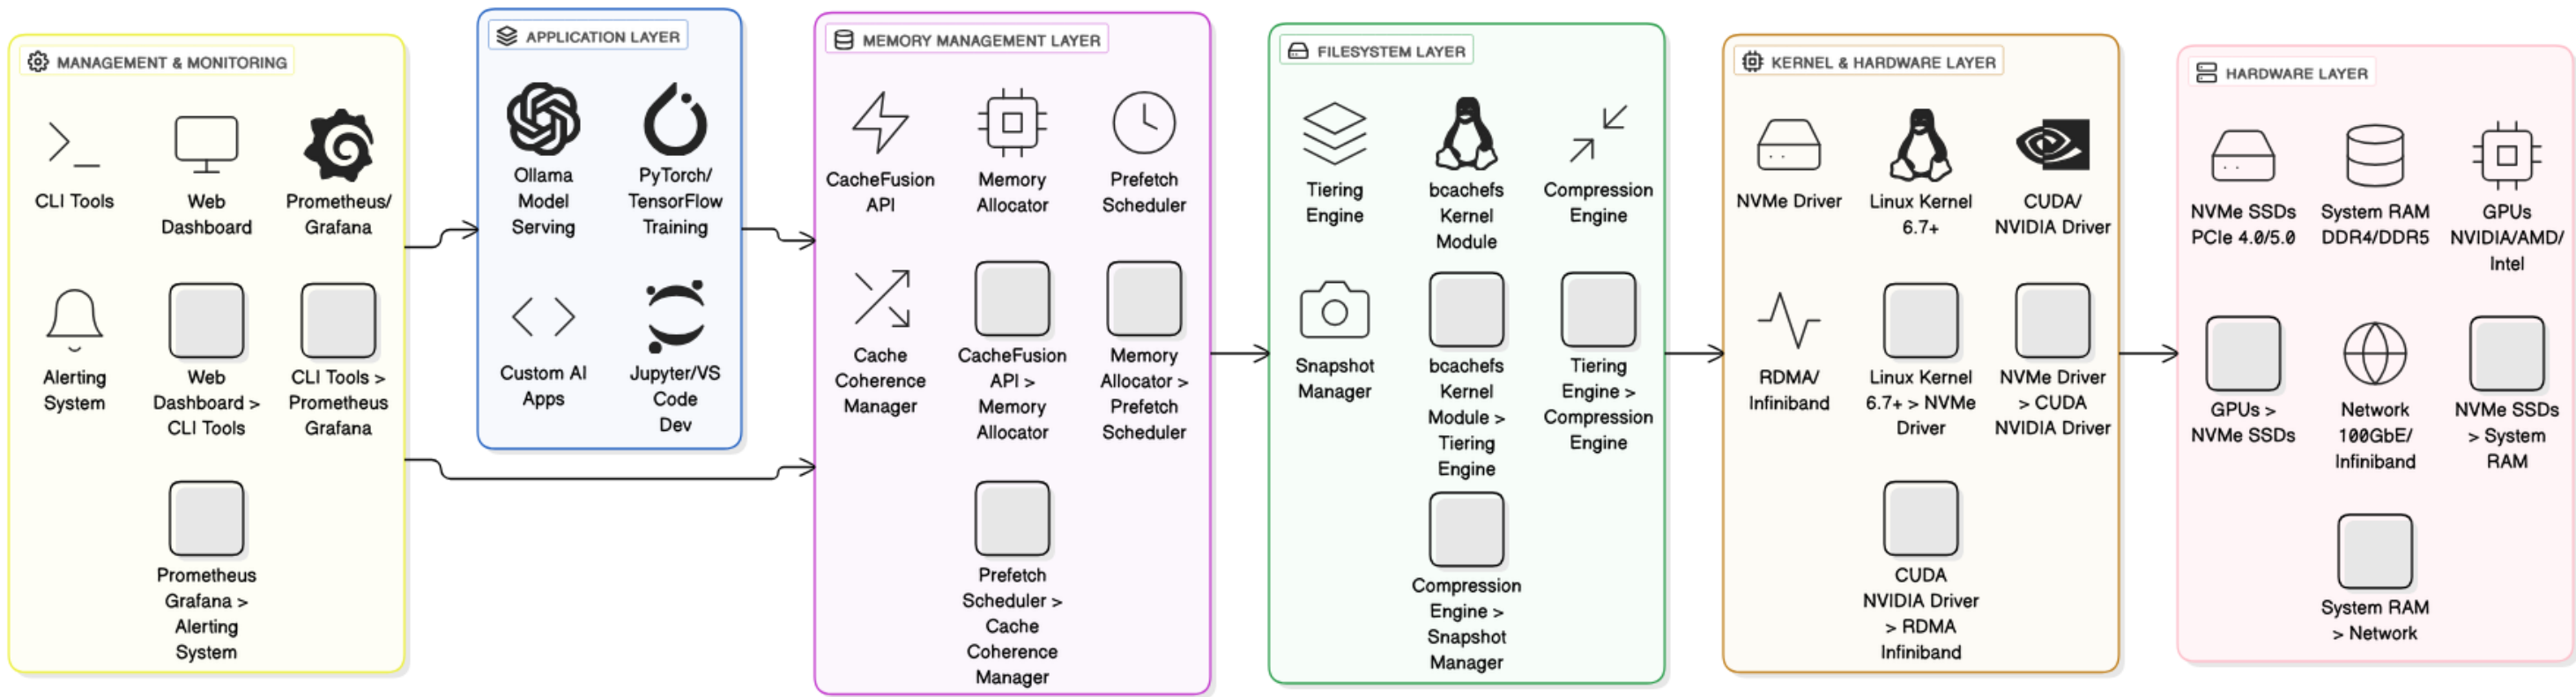 MANAGEMENT & MONITORING
CLI Tools
Web
Dashboard
Prometheus/
Grafana
Alerting
System
Web
Dashboard >
CLI Tools
CLI Tools >
Prometheus
Grafana
Prometheus
Grafana >
Alerting
System
APPLICATION LAYER
Ollama
Model
Serving
PyTorch/
TensorFlow
Training
Custom AI
Apps
Jupyter/VS
Code
Dev
MEMORY MANAGEMENT LAYER
CacheFusion
API
Memory
Allocator
Prefetch
Scheduler
Cache
Coherence
Manager
CacheFusion
API >
Memory
Allocator
Memory
Allocator >
Prefetch
Scheduler
Prefetch
Scheduler >
Cache
Coherence
Manager
FILESYSTEM LAYER
Tiering
Engine
bcachefs
Kernel
Module
Compression
Engine
Snapshot
Manager
bcachefs
Kernel
Module >
Tiering
Engine
Tiering
Engine >
Compression
Engine
Compression
Engine >
Snapshot
Manager
KERNEL & HARDWARE LAYER
NVMe Driver
Linux Kernel
6.7+
CUDA/
NVIDIA Driver
RDMA/
Infiniband
Linux Kernel
6.7+ > NVMe
Driver
NVMe Driver
> CUDA
NVIDIA Driver
CUDA
NVIDIA Driver
> RDMA
Infiniband
HARDWARE LAYER
NVMe SSDs
PCIe 4.0/5.0
System RAM
DDR4/DDR5
GPUs
NVIDIA/AMD/
Intel
GPUs >
NVMe SSDs
Network
100GbE/
Infiniband
NVMe SSDs
> System
RAM
System RAM
> Network